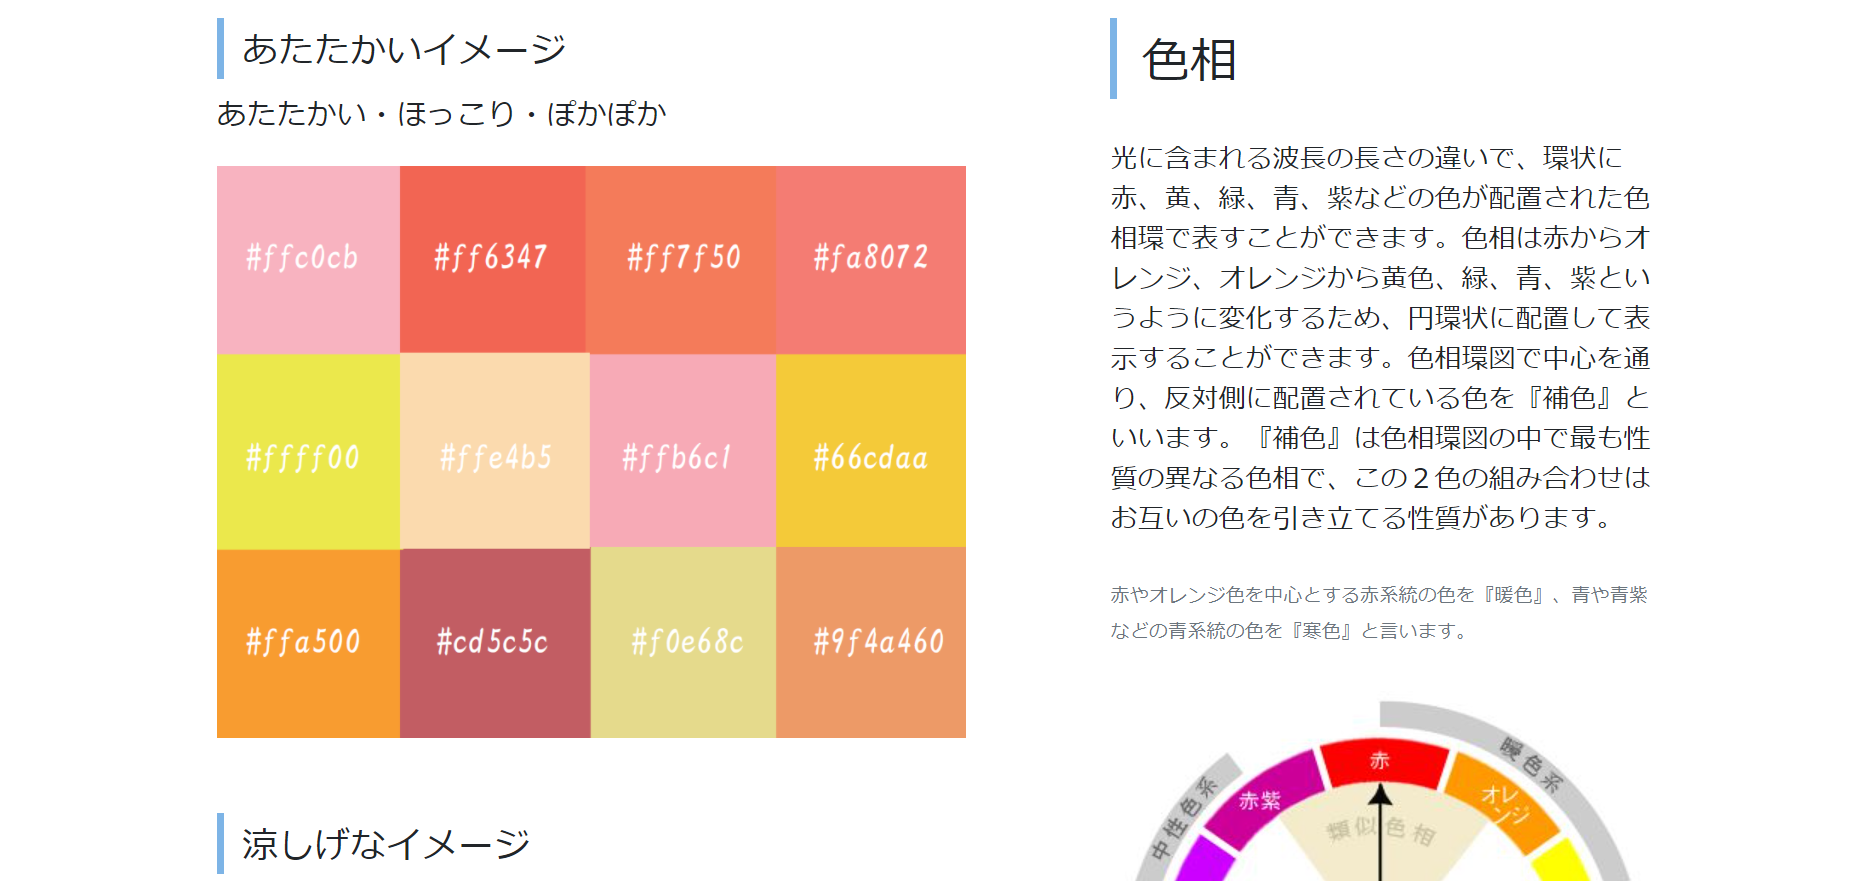 あたたかいイメージ
あたたかい・ほっこり・ぽかぽか
#ffc0cb #ff6347 #ff7f50 #fa8072
#ffff00 #ffe4b5 #ffb6c1 #66cdaa
#ffa500 #cd5c5c #f0e68c #9f4a460
涼しげなイメージ
色相
光に含まれる波長の長さの違いで、環状に
赤、黄、緑、青、紫などの色が配置された色
相環で表すことができます。色相は赤からオ
レンジ、オレンジから黄色、緑、青、紫とい
うように変化するため、円環状に配置して表
示することができます。色相環図で中心を通
り、反対側に配置されている色を『補色』と
いいます。『補色』は色相環図の中で最も性
質の異なる色相で、この２色の組み合わせは
お互いの色を引き立てる性質があります。
赤やオレンジ色を中心とする赤系統の色を『暖色』、青や青紫
などの青系統の色を『寒色』と言います。
暖色系
赤
中性色系
赤紫
オレ
ンジ
類似色相